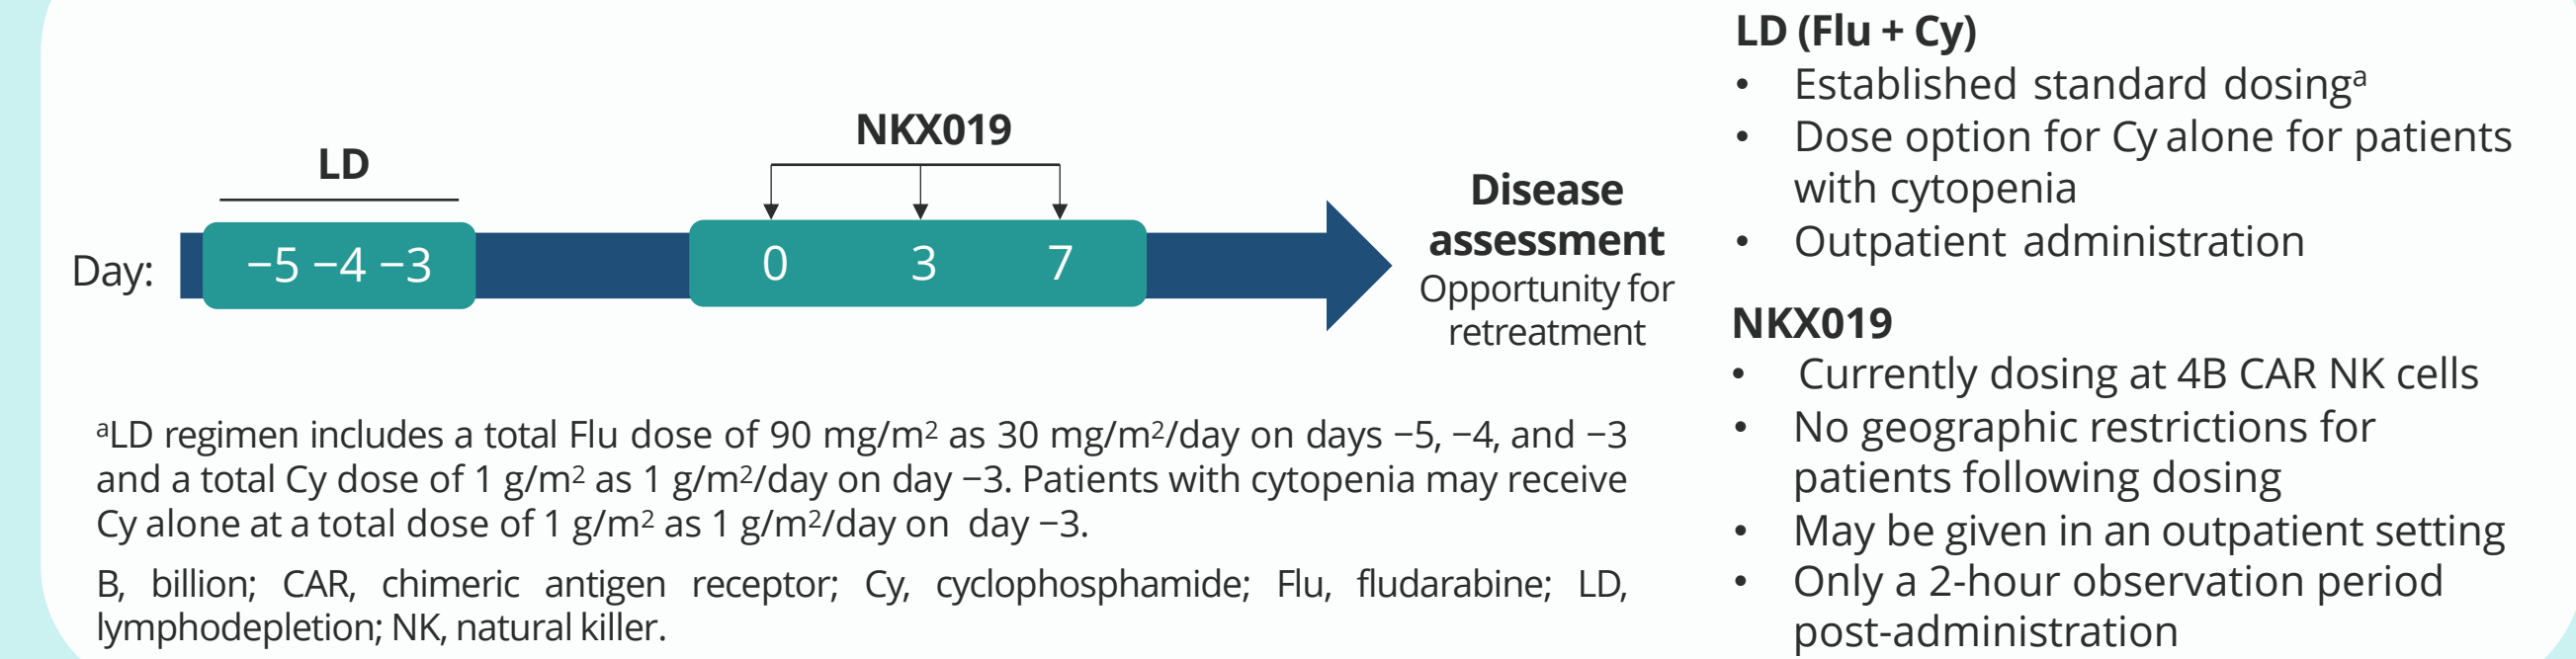 LD
NKX019
Day:
−5 −4 −3
0 3 7
Disease
assessment
Opportunity for
retreatment
ᵃLD regimen includes a total Flu dose of 90 mg/m² as 30 mg/m²/day on days −5, −4, and −3
and a total Cy dose of 1 g/m² as 1 g/m²/day on day −3. Patients with cytopenia may receive
Cy alone at a total dose of 1 g/m² as 1 g/m²/day on day −3.
B, billion; CAR, chimeric antigen receptor; Cy, cyclophosphamide; Flu, fludarabine; LD,
lymphodepletion; NK, natural killer.
LD (Flu + Cy)
• Established standard dosingᵃ
• Dose option for Cy alone for patients
with cytopenia
• Outpatient administration
NKX019
• Currently dosing at 4B CAR NK cells
• No geographic restrictions for
patients following dosing
• May be given in an outpatient setting
• Only a 2-hour observation period
post-administration